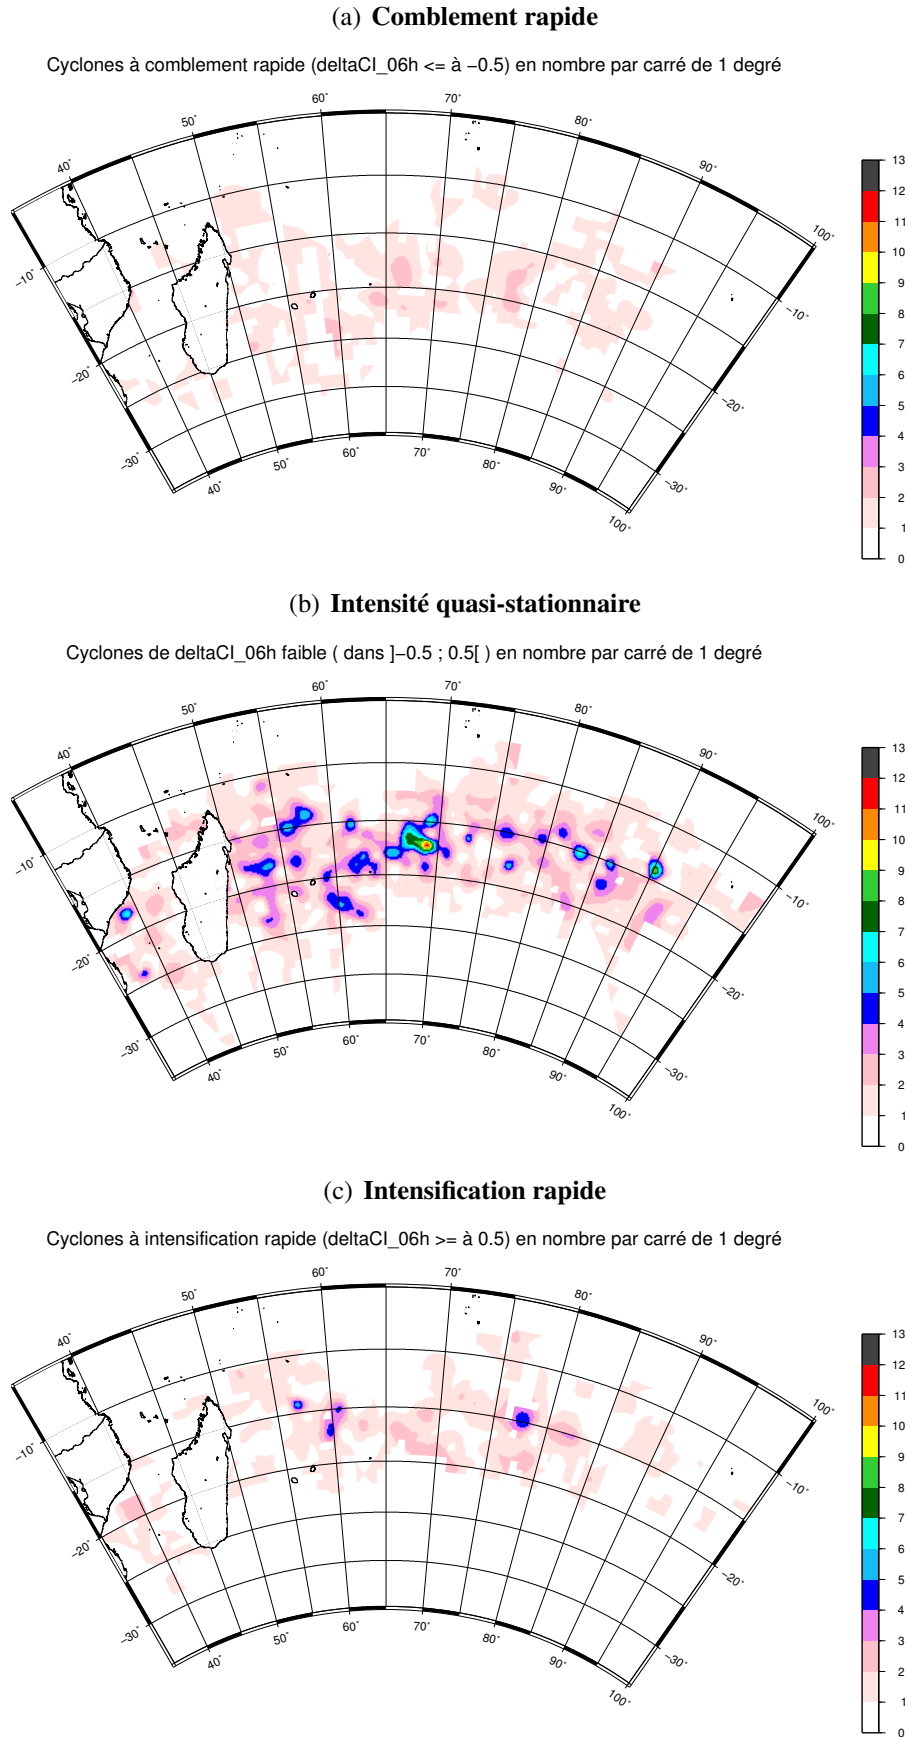 (a) Comblement rapide
Cyclones à comblement rapide (deltaCI_06h <= à −0.5) en nombre par carré de 1 degré
40˚ 50˚ 60˚ 70˚ 80˚ 90˚ 100˚
−10˚ −20˚ −30˚
−10˚ −20˚ −30˚
40˚ 50˚ 60˚ 70˚ 80˚ 90˚ 100˚
13
12
11
10
9
8
7
6
5
4
3
2
1
0
(b) Intensité quasi-stationnaire
Cyclones de deltaCI_06h faible ( dans ]−0.5 ; 0.5[ ) en nombre par carré de 1 degré
40˚ 50˚ 60˚ 70˚ 80˚ 90˚ 100˚
−10˚ −20˚ −30˚
−10˚ −20˚ −30˚
40˚ 50˚ 60˚ 70˚ 80˚ 90˚ 100˚
13
12
11
10
9
8
7
6
5
4
3
2
1
0
(c) Intensification rapide
Cyclones à intensification rapide (deltaCI_06h >= à 0.5) en nombre par carré de 1 degré
40˚ 50˚ 60˚ 70˚ 80˚ 90˚ 100˚
−10˚ −20˚ −30˚
−10˚ −20˚ −30˚
40˚ 50˚ 60˚ 70˚ 80˚ 90˚ 100˚
13
12
11
10
9
8
7
6
5
4
3
2
1
0